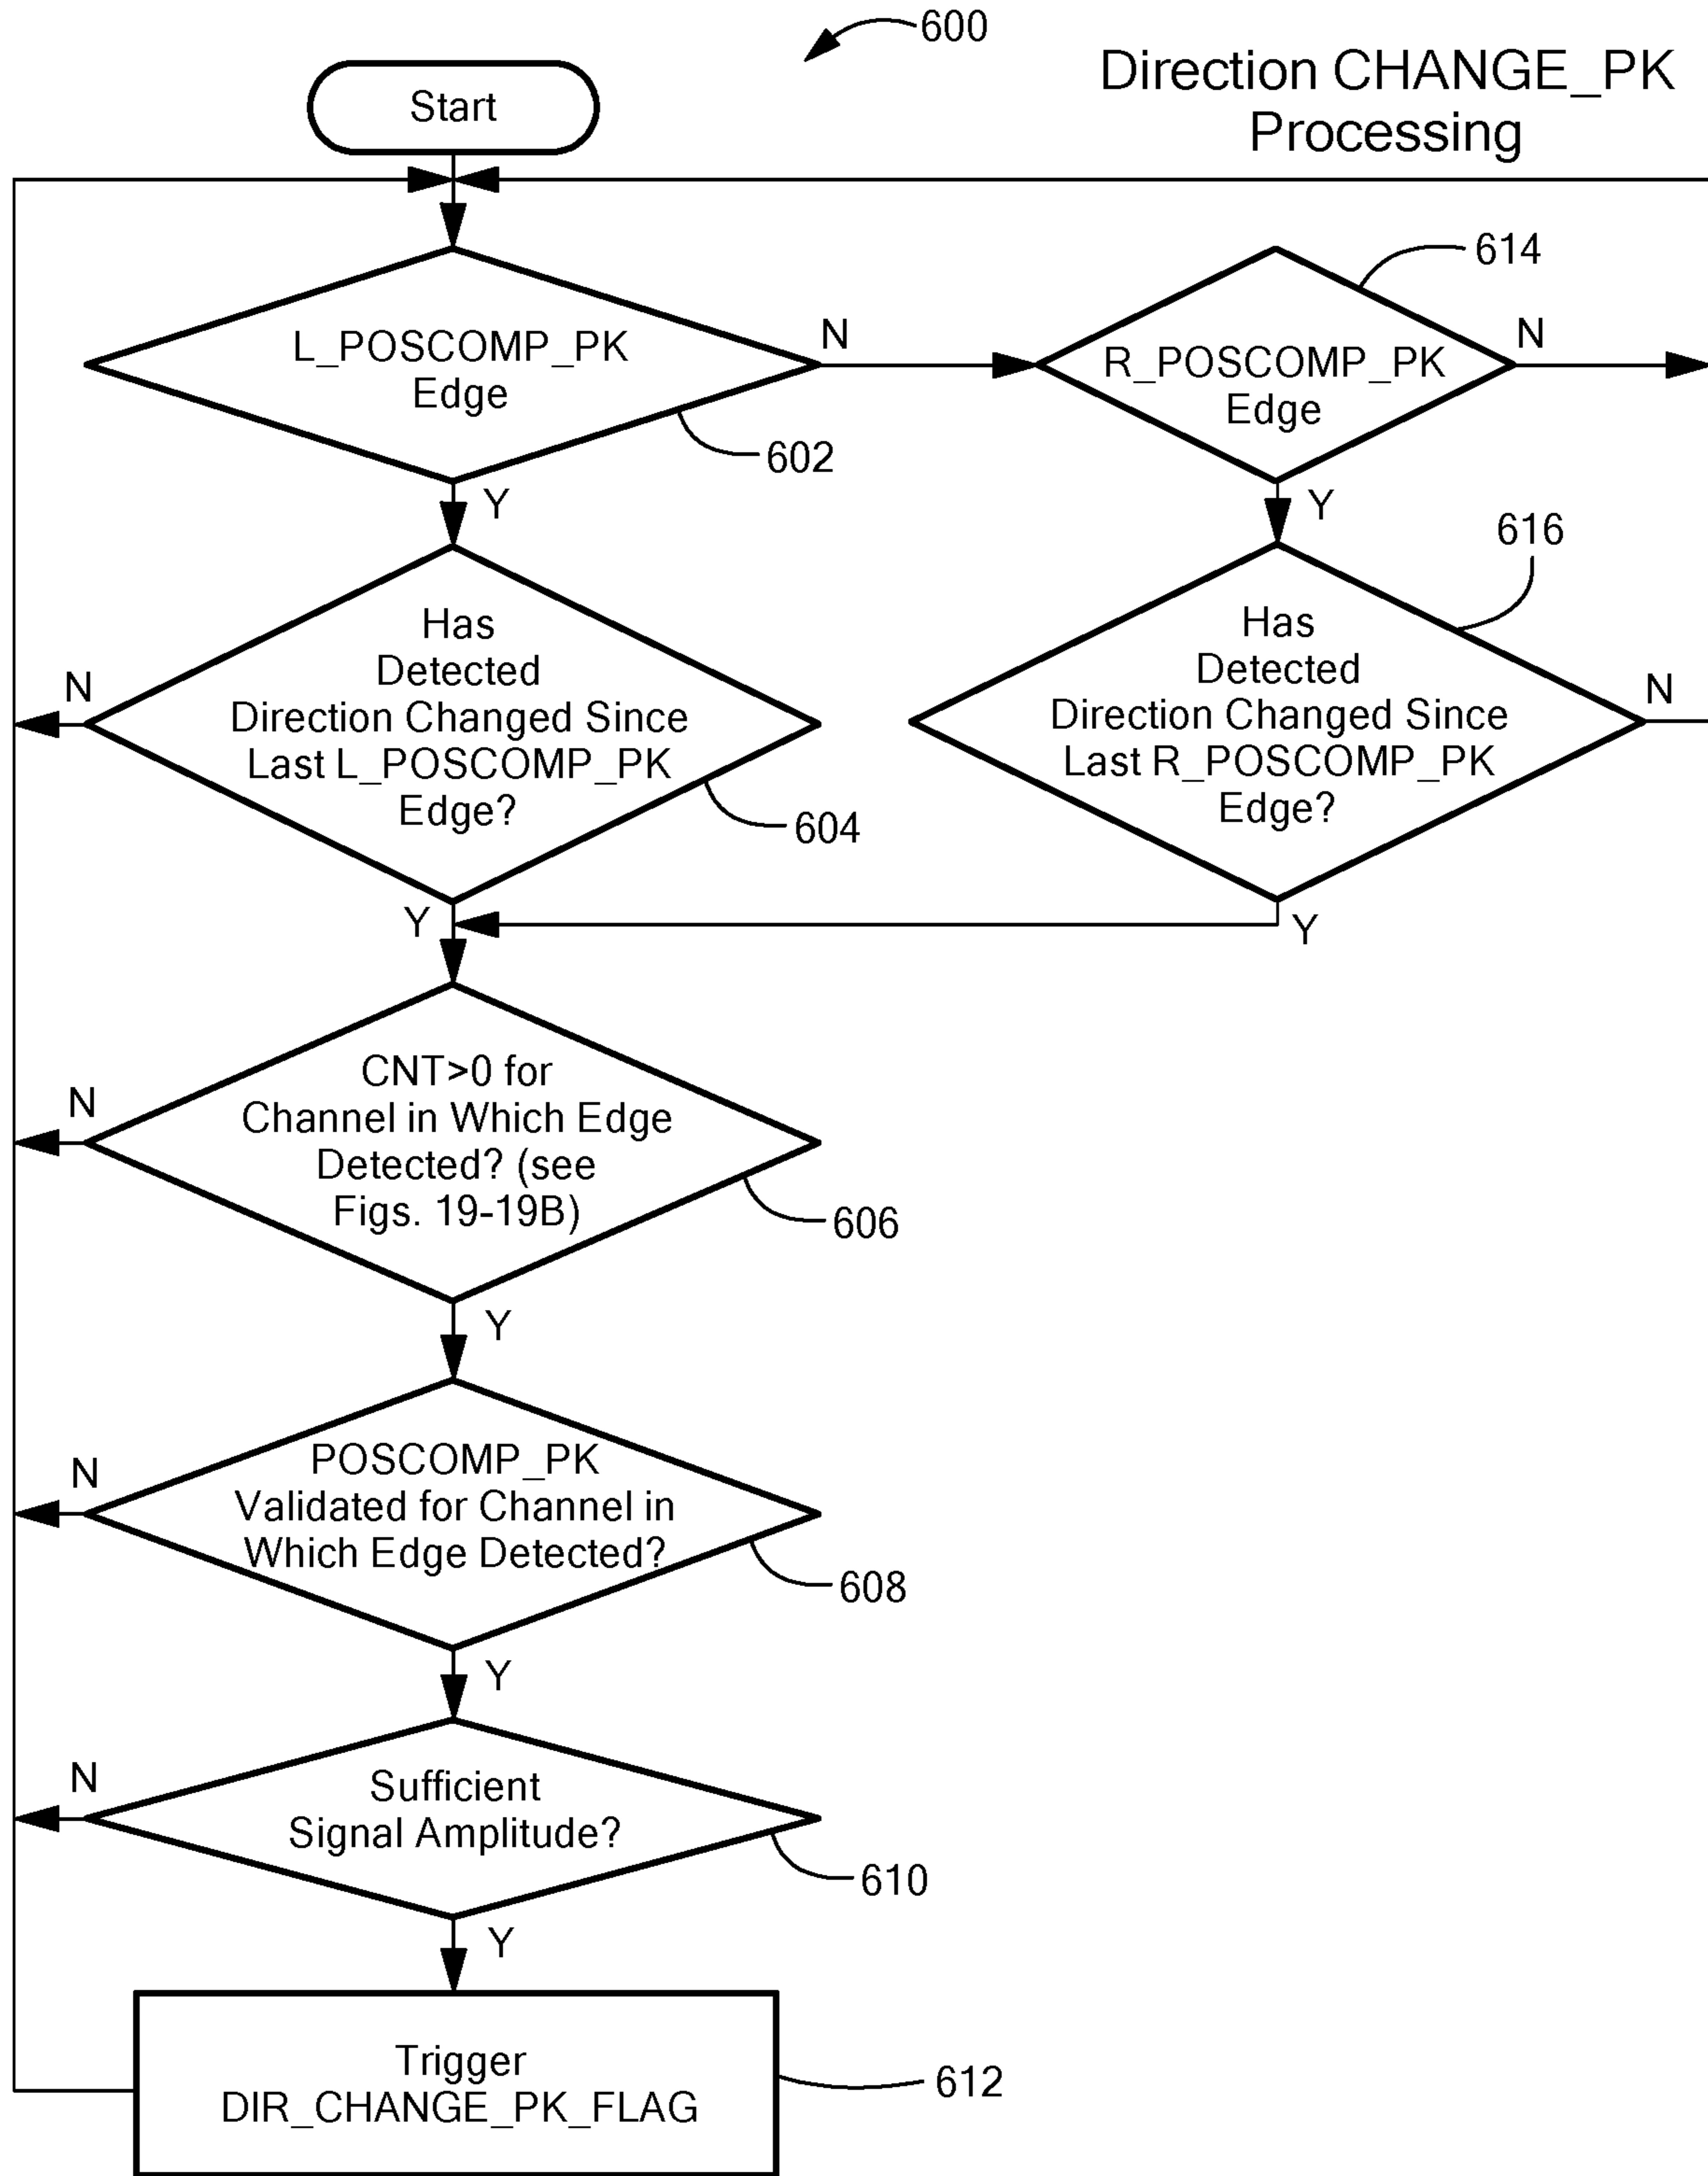 600
Direction CHANGE_PK
Processing
Start
L_POSCOMP_PK
Edge
N
602
Y
614
R_POSCOMP_PK
Edge
N
Y
Has
Detected
Direction Changed Since
Last L_POSCOMP_PK
Edge?
N
604
Y
616
Has
Detected
Direction Changed Since
Last R_POSCOMP_PK
Edge?
N
Y
CNT>0 for
Channel in Which Edge
Detected? (see
Figs. 19-19B)
N
606
Y
POSCOMP_PK
Validated for Channel in
Which Edge Detected?
N
608
Y
Sufficient
Signal Amplitude?
N
610
Y
Trigger
DIR_CHANGE_PK_FLAG
612